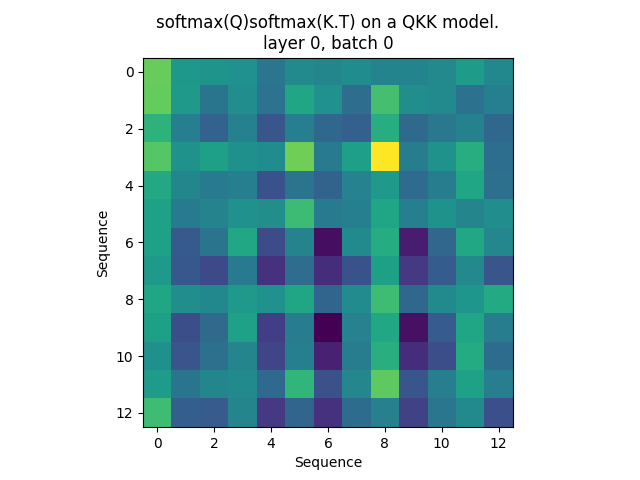 softmax(Q)softmax(K.T) on a QKK model.
layer 0, batch 0
0
2
4
6
8
10
12
Sequence
0 2 4 6 8 10 12
Sequence